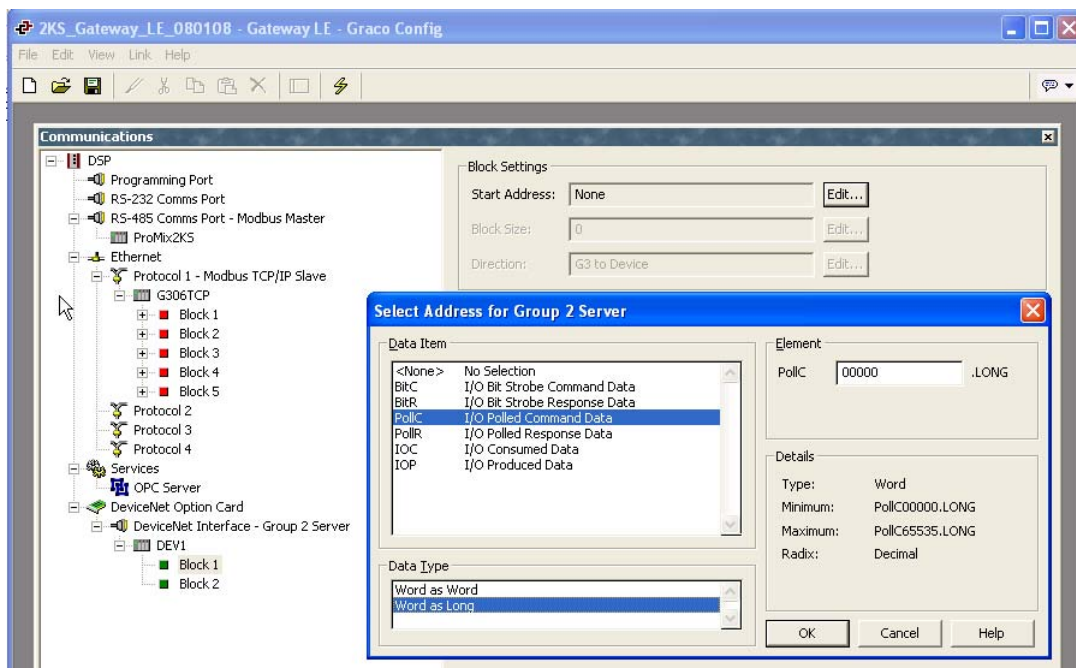 2KS_Gateway_LE_080108 - Gateway LE - Graco Config
File Edit View Link Help
Communications
DSP
Programming Port
RS-232 Comms Port
RS-485 Comms Port - Modbus Master
ProMix2KS
Ethernet
Protocol 1 - Modbus TCP/IP Slave
G306TCP
Block 1
Block 2
Block 3
Block 4
Block 5
Protocol 2
Protocol 3
Protocol 4
Services
OPC Server
DeviceNet Option Card
DeviceNet Interface - Group 2 Server
DEV1
Block 1
Block 2
Block Settings
Start Address: None Edit...
Block Size: 0 Edit...
Direction: G3 to Device Edit...
Select Address for Group 2 Server
Data Item
<None> No Selection
BitC I/O Bit Strobe Command Data
BitR I/O Bit Strobe Response Data
PollC I/O Polled Command Data
PollR I/O Polled Response Data
IOC I/O Consumed Data
IOP I/O Produced Data
Data Type
Word as Word
Word as Long
Element
PollC 00000 .LONG
Details
Type: Word
Minimum: PollC00000.LONG
Maximum: PollC65535.LONG
Radix: Decimal
OK Cancel Help